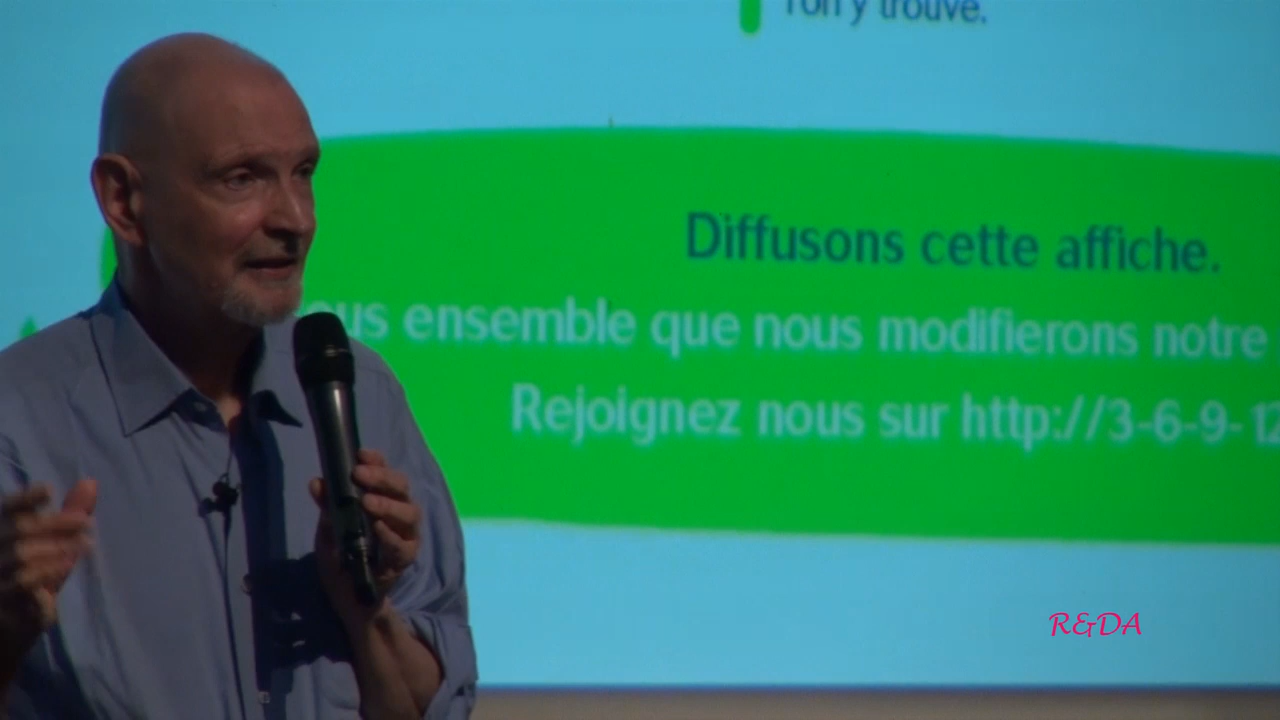 l'on y trouve.
Diffusons cette affiche.
ensemble que nous modifierons notre
Rejoignez nous sur http://3-6-9-12
R&DA